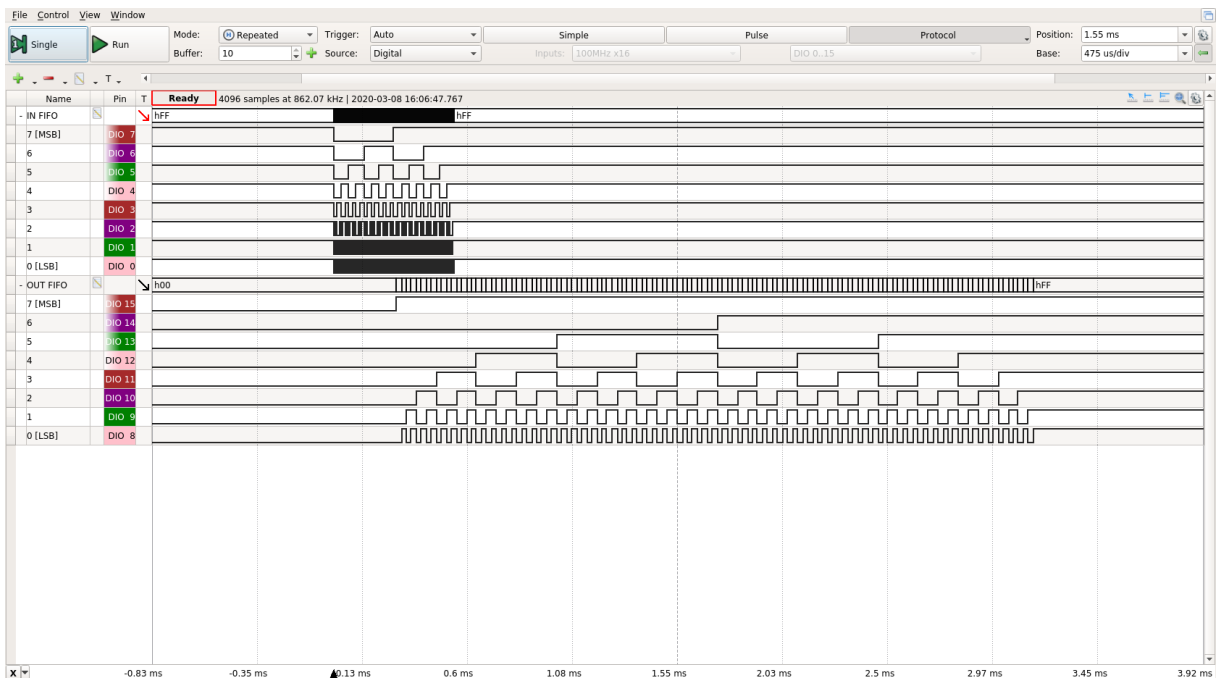 File Control View Window
Single
Run
Mode: Repeated Trigger: Auto Simple Pulse Protocol Position: 1.55 ms
Buffer: 10 Source: Digital Inputs: 100MHz x16 DIO 0..15 Base: 475 us/div
T
Name Pin T Ready 4096 samples at 862.07 kHz | 2020-03-08 16:06:47.767
- IN FIFO hFF hFF
7 [MSB] DIO 7
6 DIO 6
5 DIO 5
4 DIO 4
3 DIO 3
2 DIO 2
1 DIO 1
0 [LSB] DIO 0
- OUT FIFO h00 hFF
7 [MSB] DIO 15
6 DIO 14
5 DIO 13
4 DIO 12
3 DIO 11
2 DIO 10
1 DIO 9
0 [LSB] DIO 8
X -0.83 ms -0.35 ms 0.13 ms 0.6 ms 1.08 ms 1.55 ms 2.03 ms 2.5 ms 2.97 ms 3.45 ms 3.92 ms